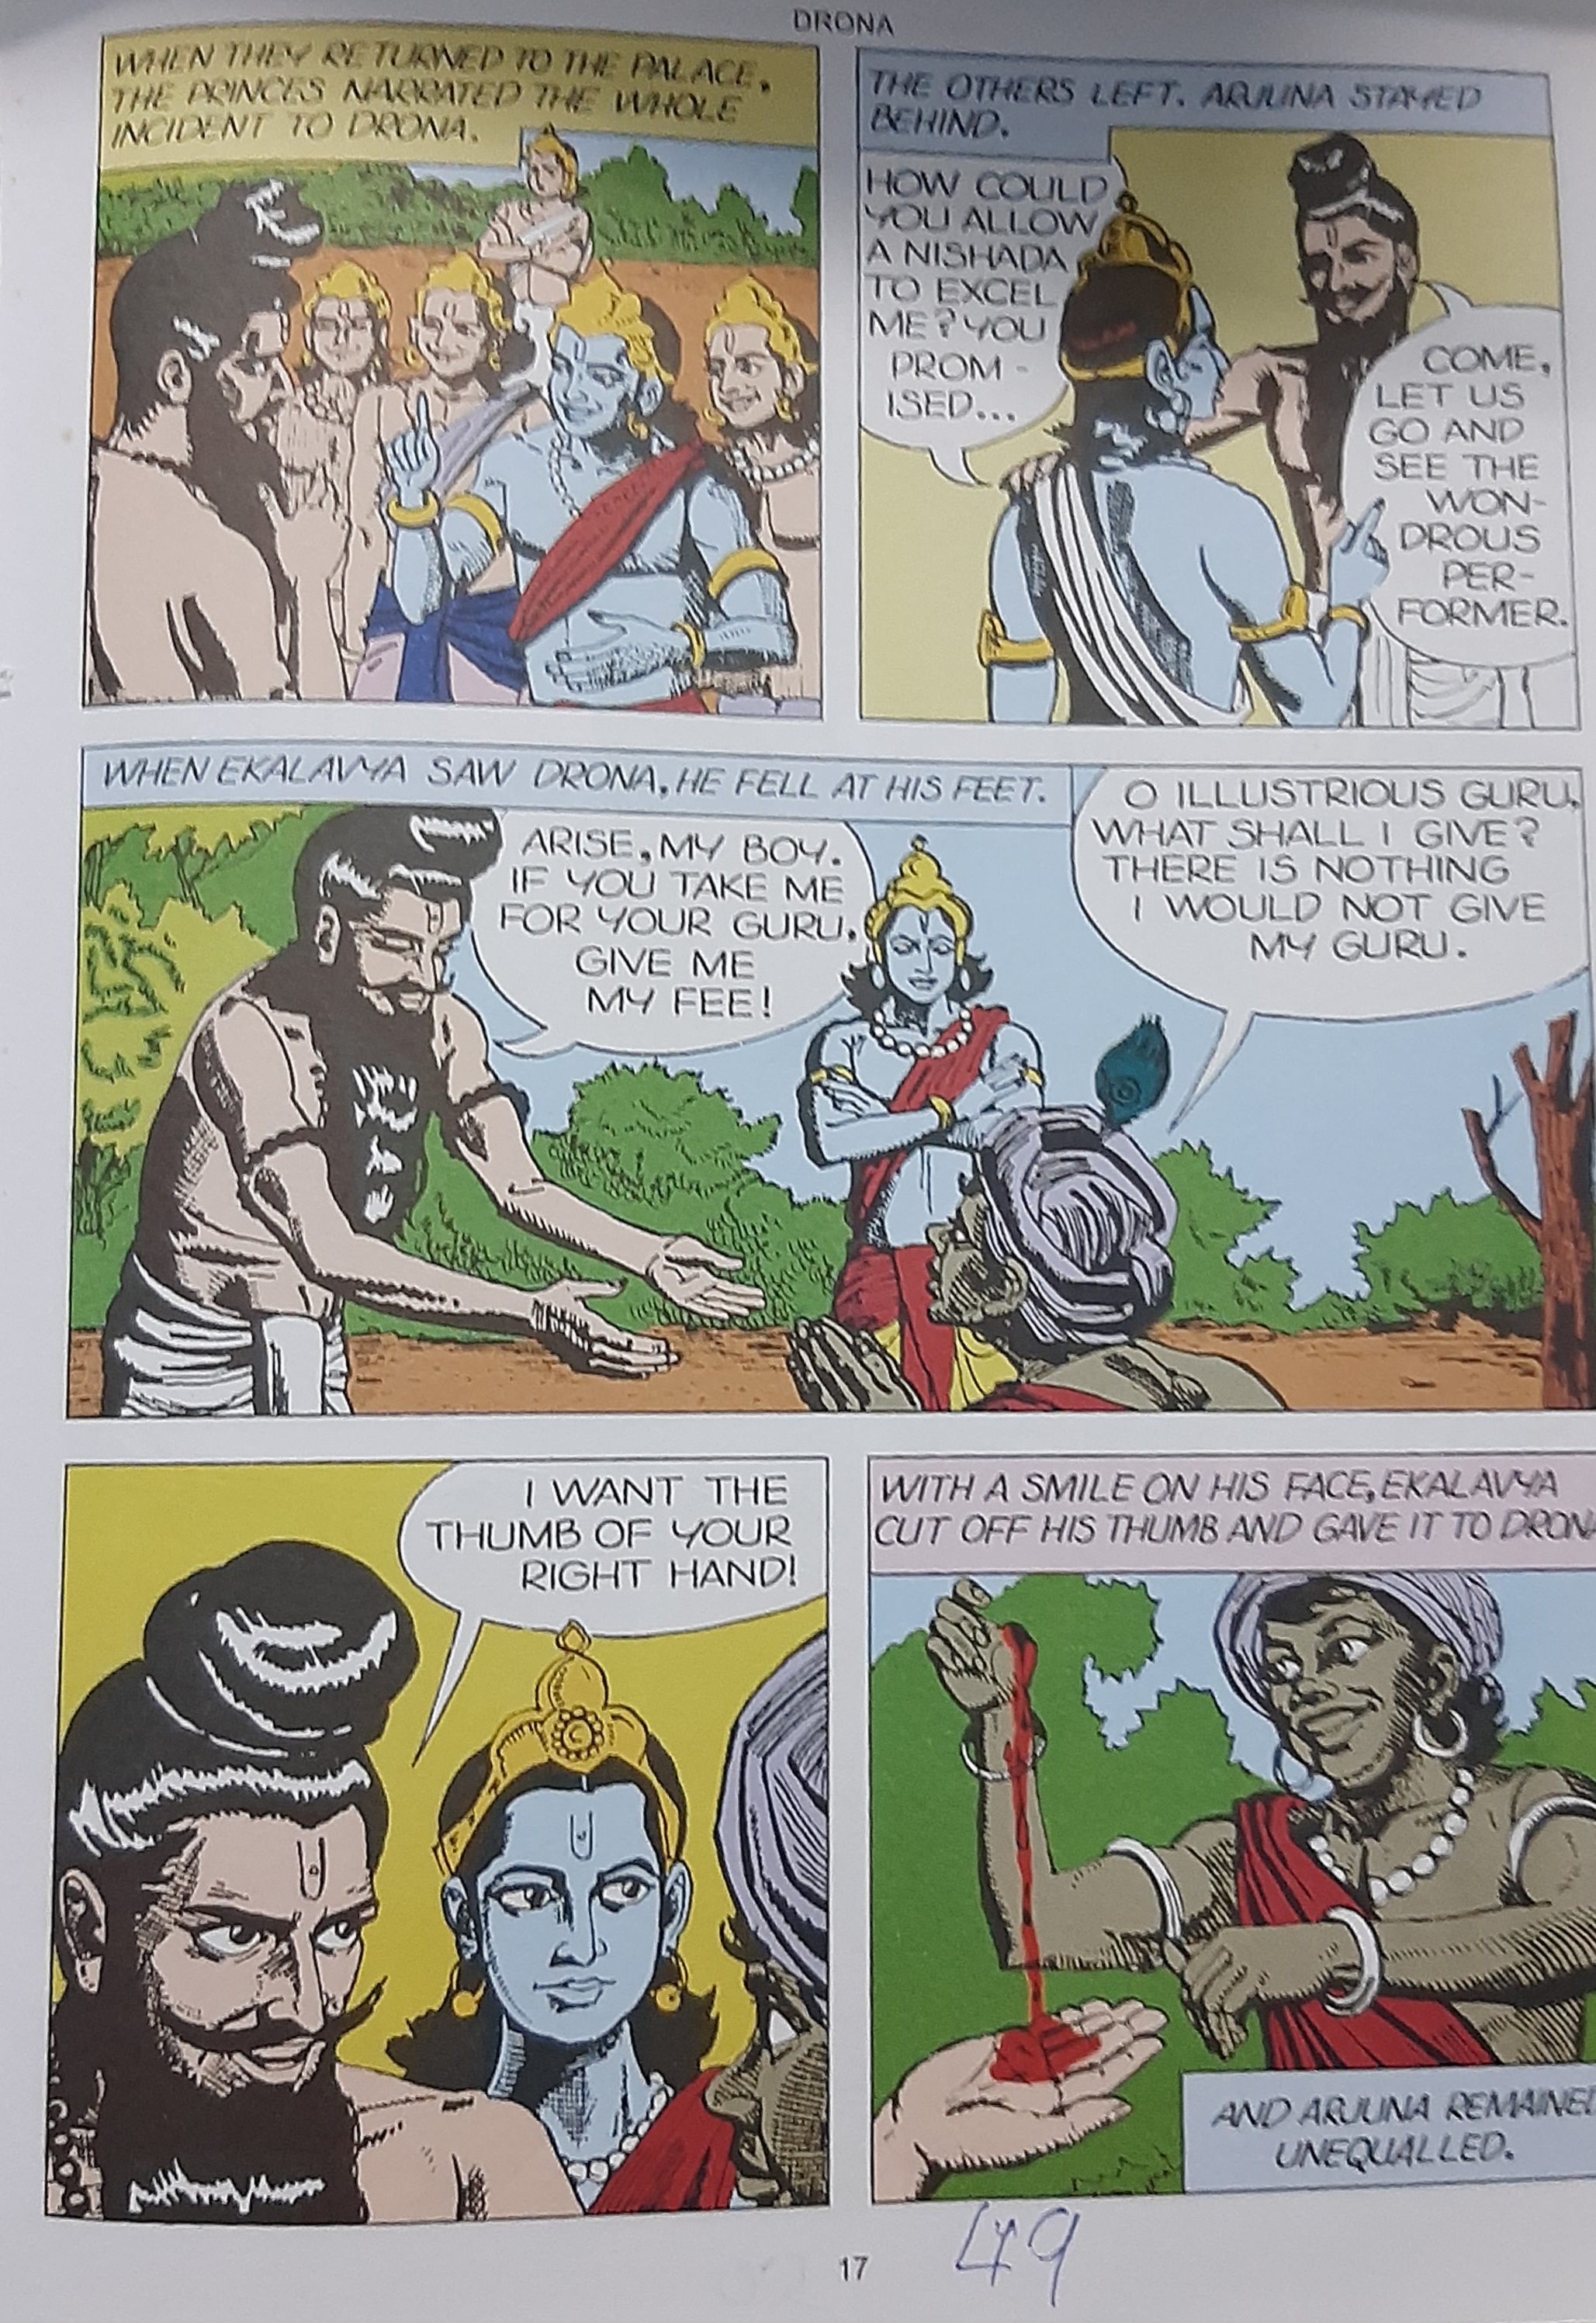 DRONA
WHEN THEY RETURNED TO THE PALACE,
THE PRINCES NARRATED THE WHOLE
INCIDENT TO DRONA.
THE OTHERS LEFT. ARJUNA STAYED
BEHIND.
HOW COULD
YOU ALLOW
A NISHADA
TO EXCEL
ME? YOU
PROM -
ISED...
COME,
LET US
GO AND
SEE THE
WON-
DROUS
PER-
FORMER.
WHEN EKALAVYA SAW DRONA, HE FELL AT HIS FEET.
ARISE, MY BOY.
IF YOU TAKE ME
FOR YOUR GURU,
GIVE ME
MY FEE!
O ILLUSTRIOUS GURU,
WHAT SHALL I GIVE?
THERE IS NOTHING
I WOULD NOT GIVE
MY GURU.
I WANT THE
THUMB OF YOUR
RIGHT HAND!
WITH A SMILE ON HIS FACE, EKALAVYA
CUT OFF HIS THUMB AND GAVE IT TO DRONA
AND ARJUNA REMAINED
UNEQUALLED.
17
49